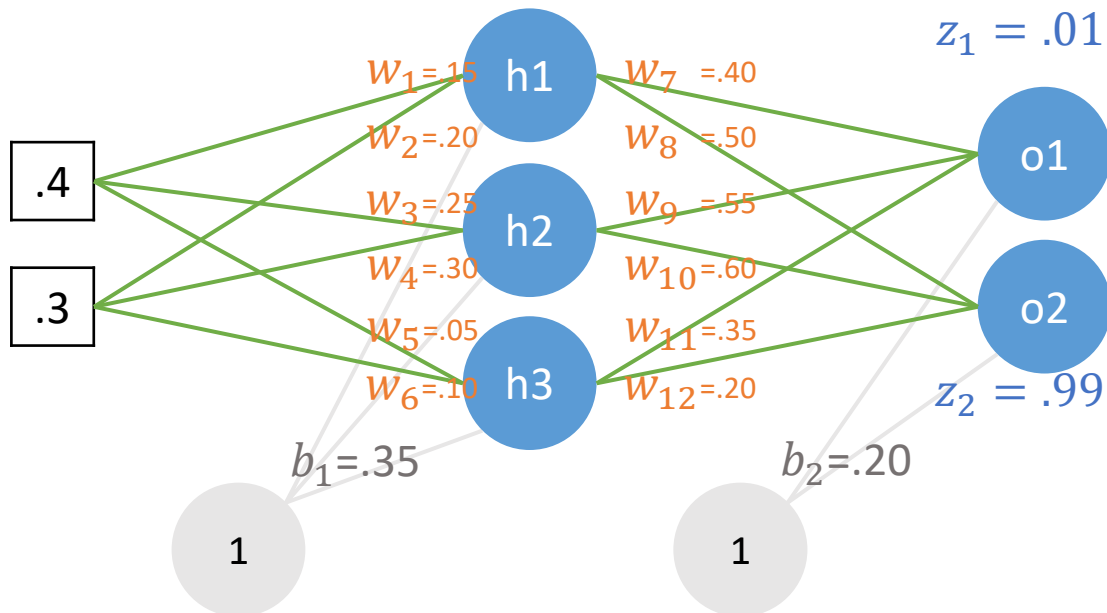 z₁ = .01
w₁=.15
h1
w₇ =.40
w₂=.20
w₈ =.50
.4
o1
w₃=.25
h2
w₉ =.55
w₄=.30
w₁₀=.60
.3
o2
w₅=.05
w₁₁=.35
w₆=.10
h3
w₁₂=.20
z₂ = .99
b₁=.35
b₂=.20
1
1